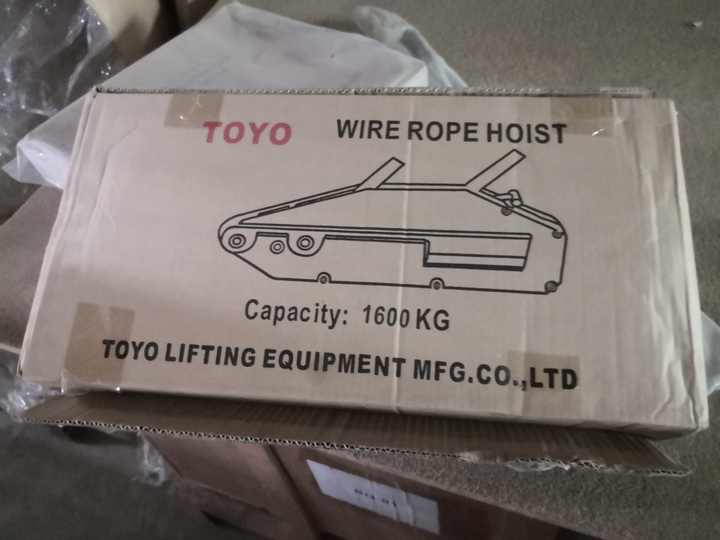 TOYO WIRE ROPE HOIST
Capacity: 1600 KG
TOYO LIFTING EQUIPMENT MFG.CO.,LTD